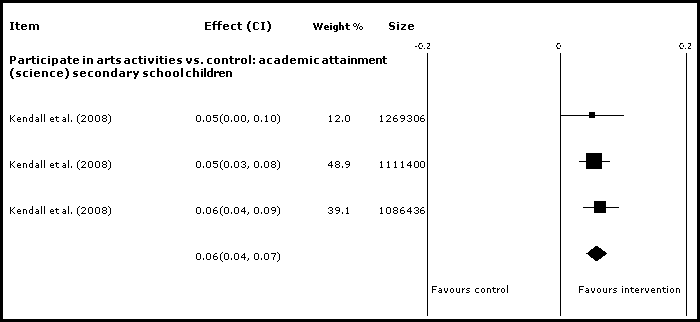 Item Effect (CI) Weight % Size
-0.2 0 0.2
Participate in arts activities vs. control: academic attainment
(science) secondary school children
Kendall et al. (2008) 0.05(0.00, 0.10) 12.0 1269306
Kendall et al. (2008) 0.05(0.03, 0.08) 48.9 1111400
Kendall et al. (2008) 0.06(0.04, 0.09) 39.1 1086436
0.06(0.04, 0.07)
Favours control Favours intervention